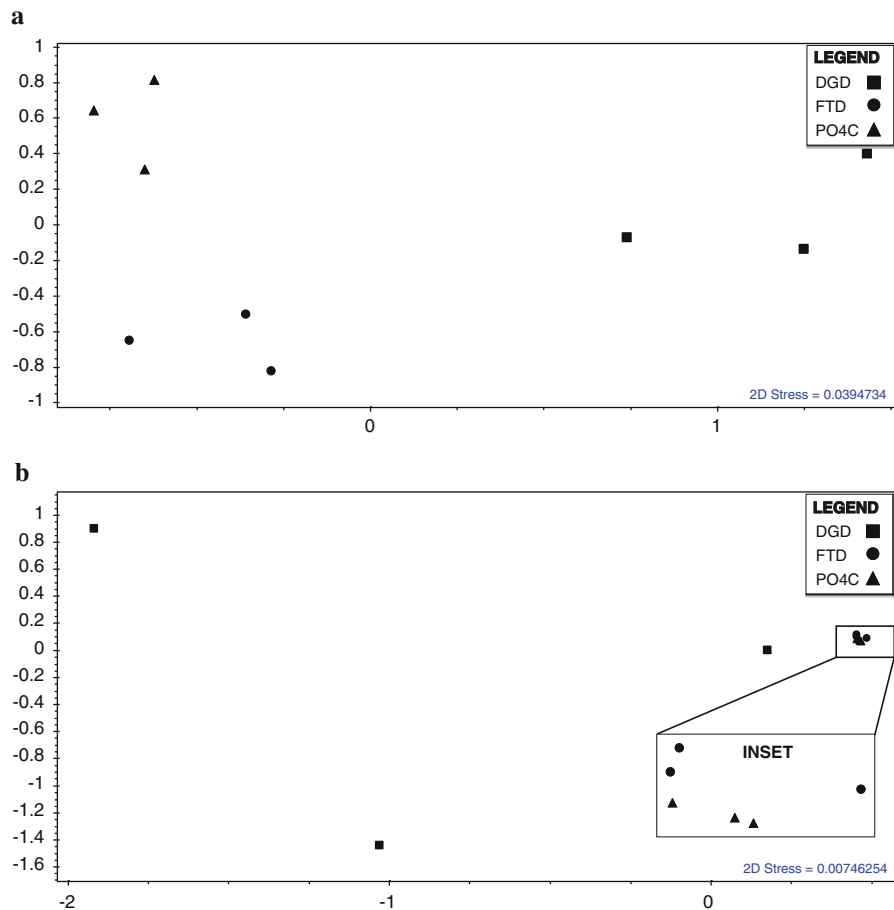 a
1
0.8
0.6
0.4
0.2
0
-0.2
-0.4
-0.6
-0.8
-1
0 1
LEGEND
DGD
FTD
PO4C
2D Stress = 0.0394734
b
1
0.8
0.6
0.4
0.2
0
-0.2
-0.4
-0.6
-0.8
-1
-1.2
-1.4
-1.6
-2 -1 0
LEGEND
DGD
FTD
PO4C
INSET
2D Stress = 0.00746254